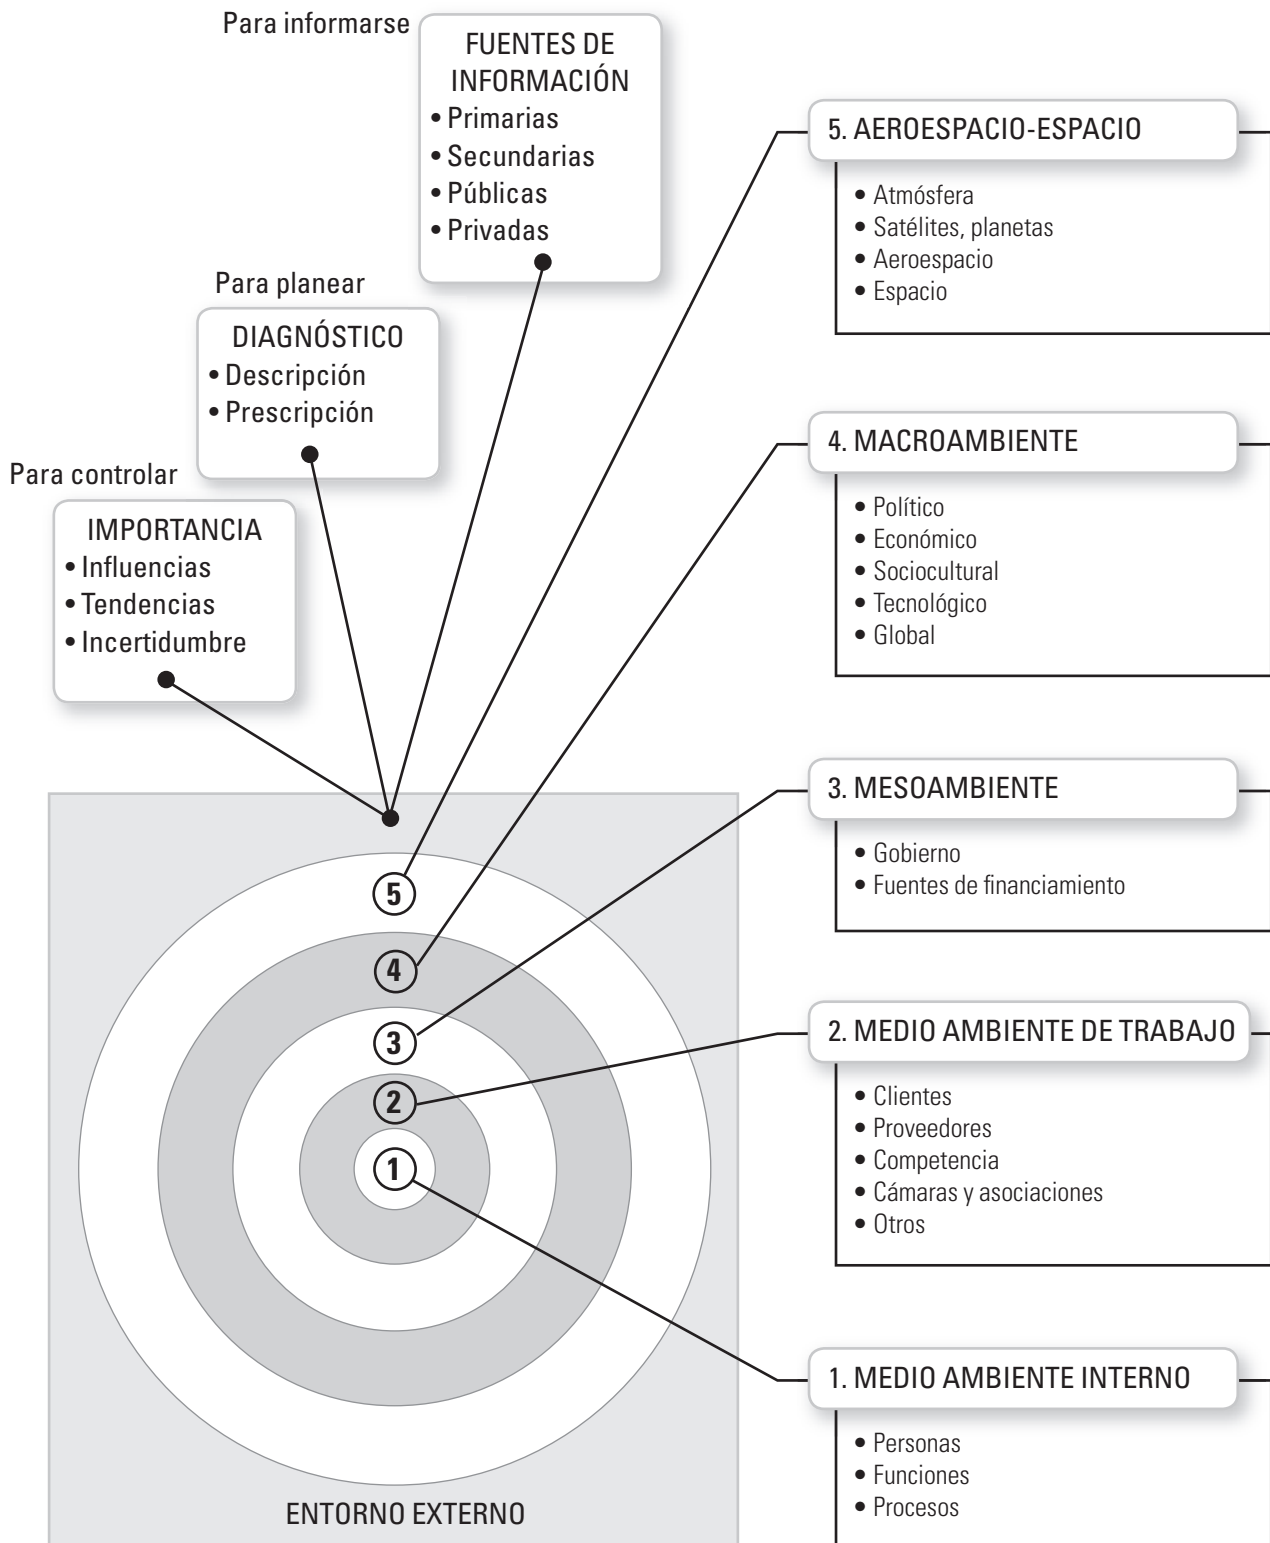 Para informarse
FUENTES DE
INFORMACIÓN
• Primarias
• Secundarias
• Públicas
• Privadas
Para planear
DIAGNÓSTICO
• Descripción
• Prescripción
Para controlar
IMPORTANCIA
• Influencias
• Tendencias
• Incertidumbre
5
4
3
2
1
ENTORNO EXTERNO
5. AEROESPACIO-ESPACIO
• Atmósfera
• Satélites, planetas
• Aeroespacio
• Espacio
4. MACROAMBIENTE
• Político
• Económico
• Sociocultural
• Tecnológico
• Global
3. MESOAMBIENTE
• Gobierno
• Fuentes de financiamiento
2. MEDIO AMBIENTE DE TRABAJO
• Clientes
• Proveedores
• Competencia
• Cámaras y asociaciones
• Otros
1. MEDIO AMBIENTE INTERNO
• Personas
• Funciones
• Procesos